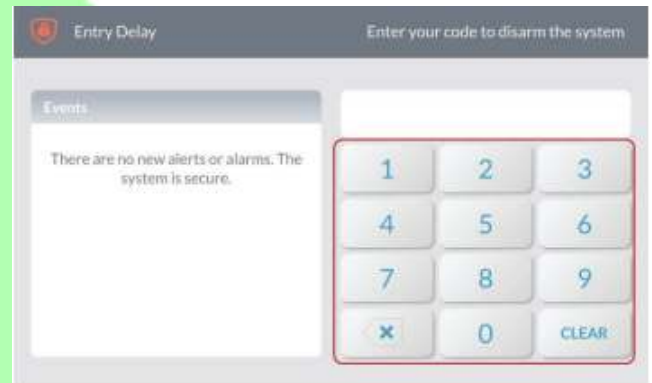 Entry Delay
Enter your code to disarm the system
Events
There are no new alerts or alarms. The
system is secure.
1 2 3
4 5 6
7 8 9
0 CLEAR